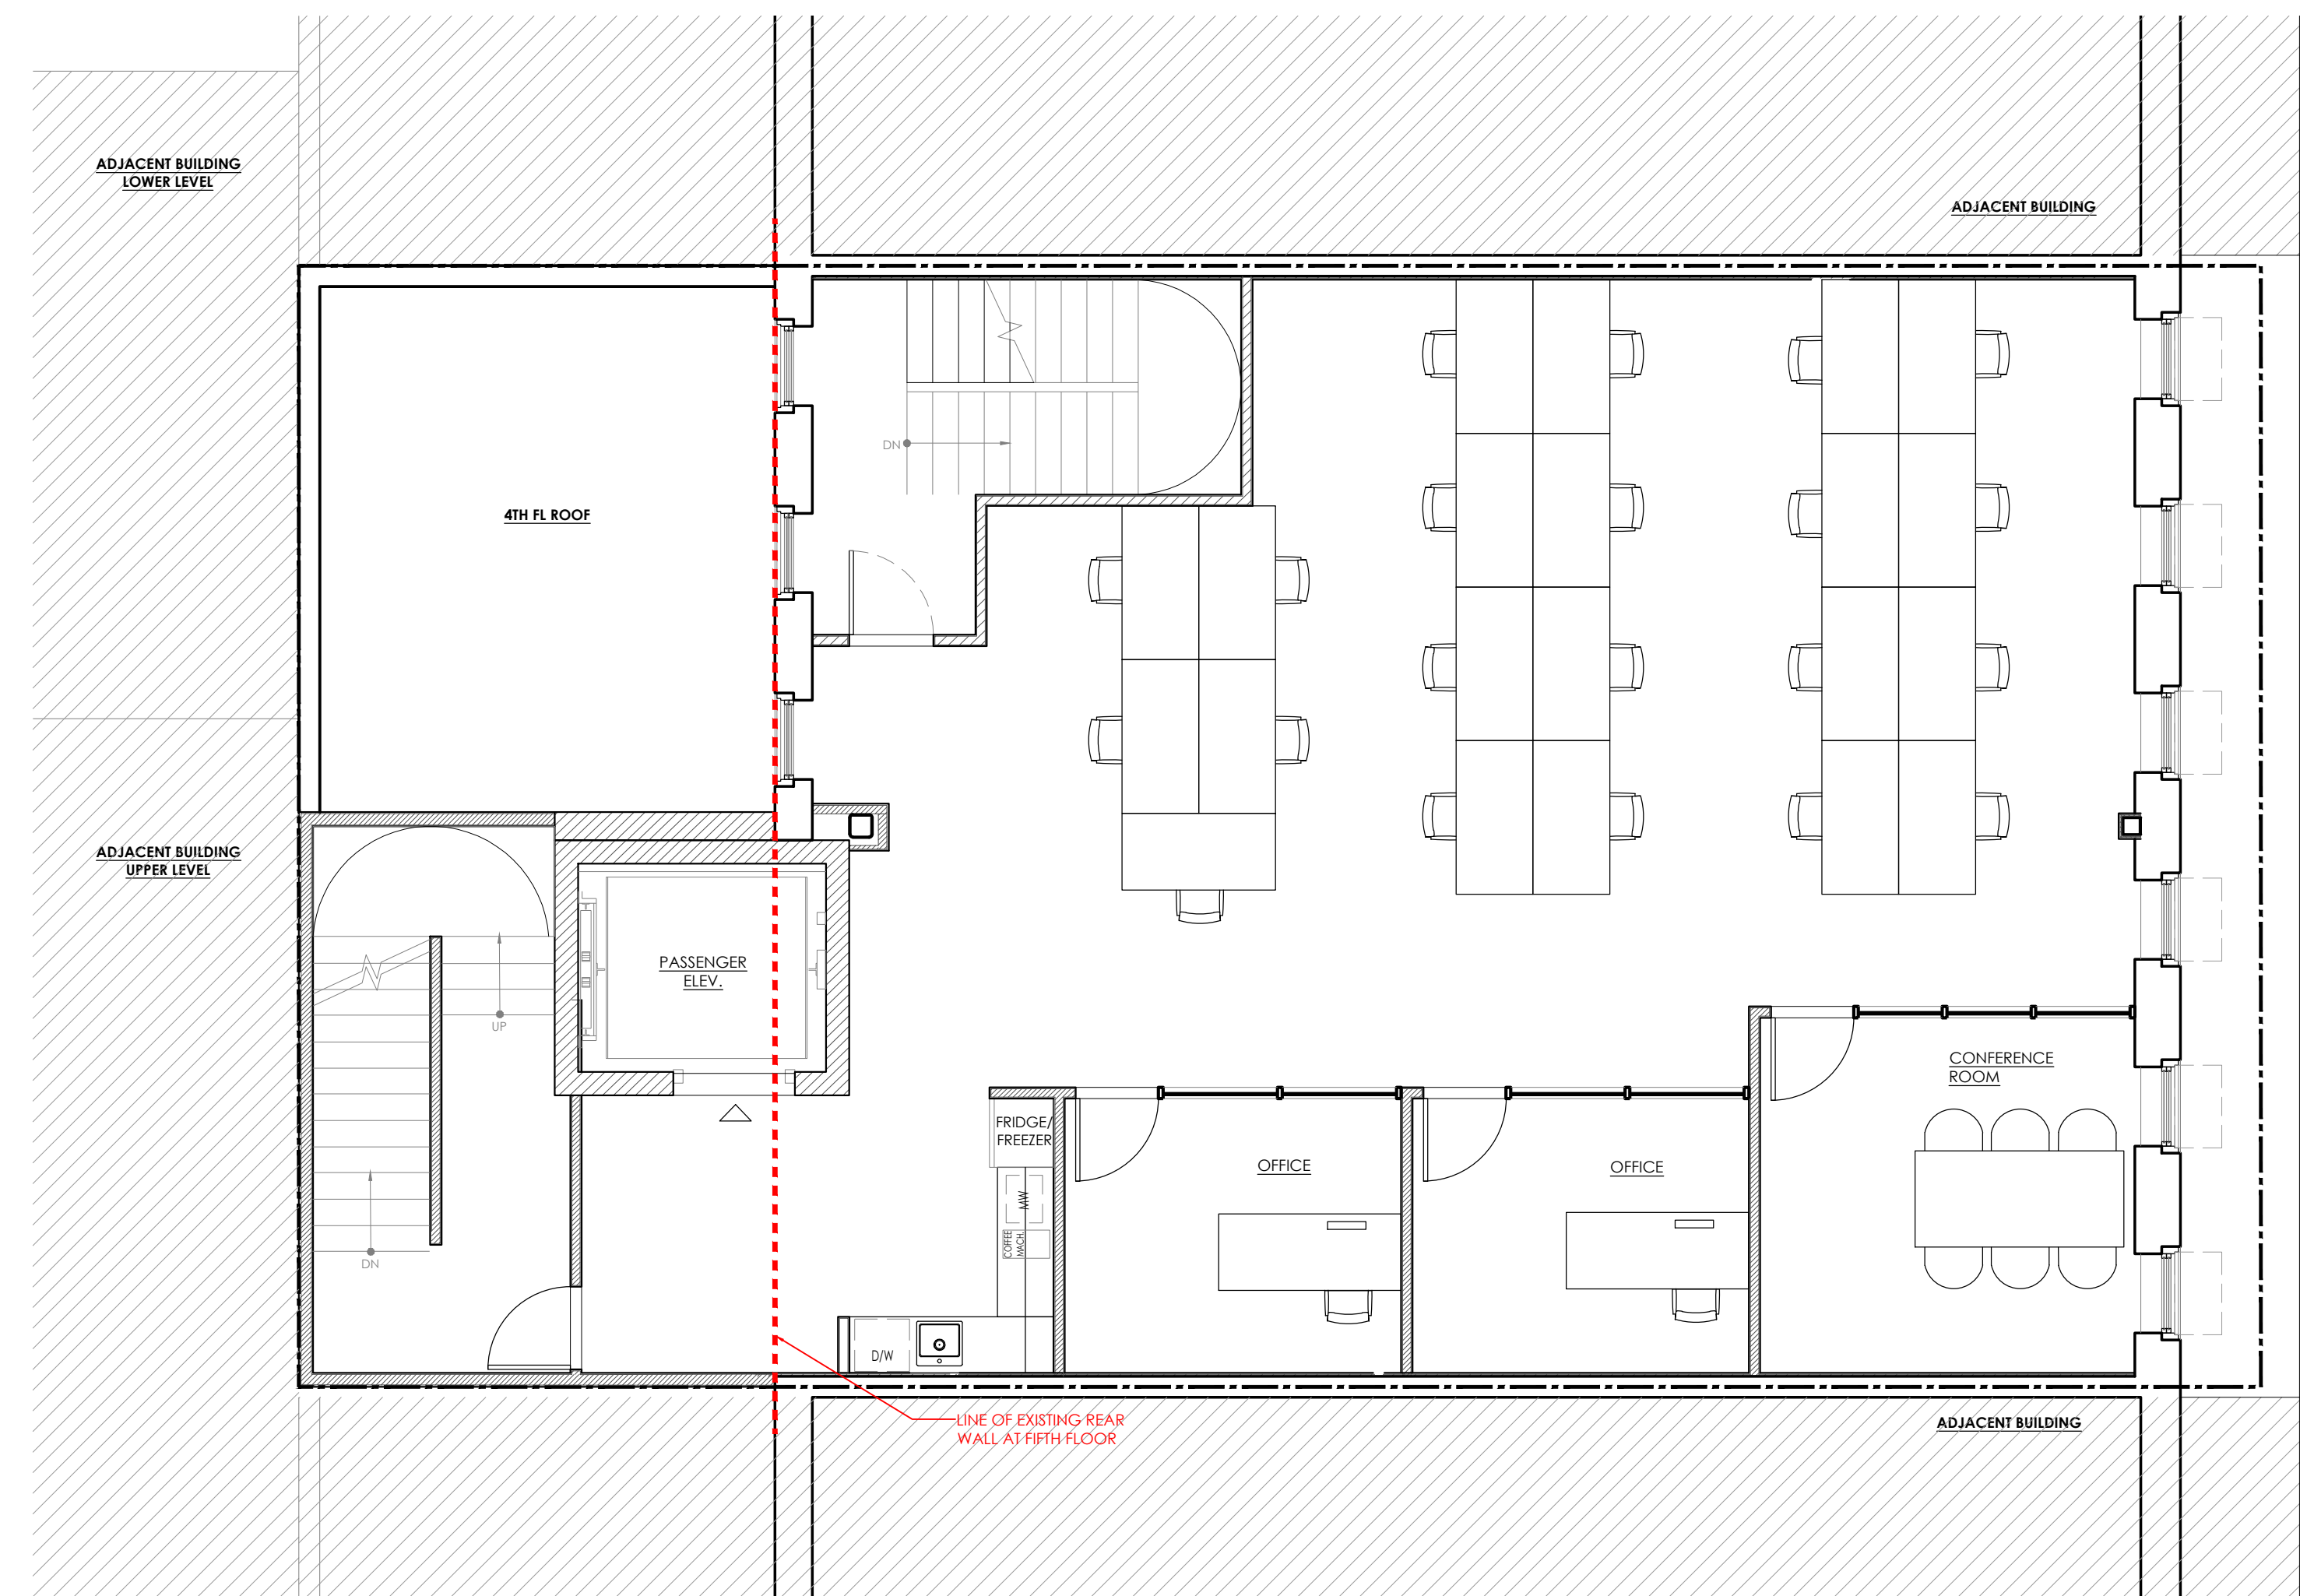 ADJACENT BUILDING
LOWER LEVEL
ADJACENT BUILDING
DN
4TH FL ROOF
ADJACENT BUILDING
UPPER LEVEL
PASSENGER
ELEV.
UP
DN
CONFERENCE
ROOM
FRIDGE/
FREEZER
MW
COFFEE
MACH.
OFFICE
OFFICE
D/W
LINE OF EXISTING REAR
WALL AT FIFTH FLOOR
ADJACENT BUILDING